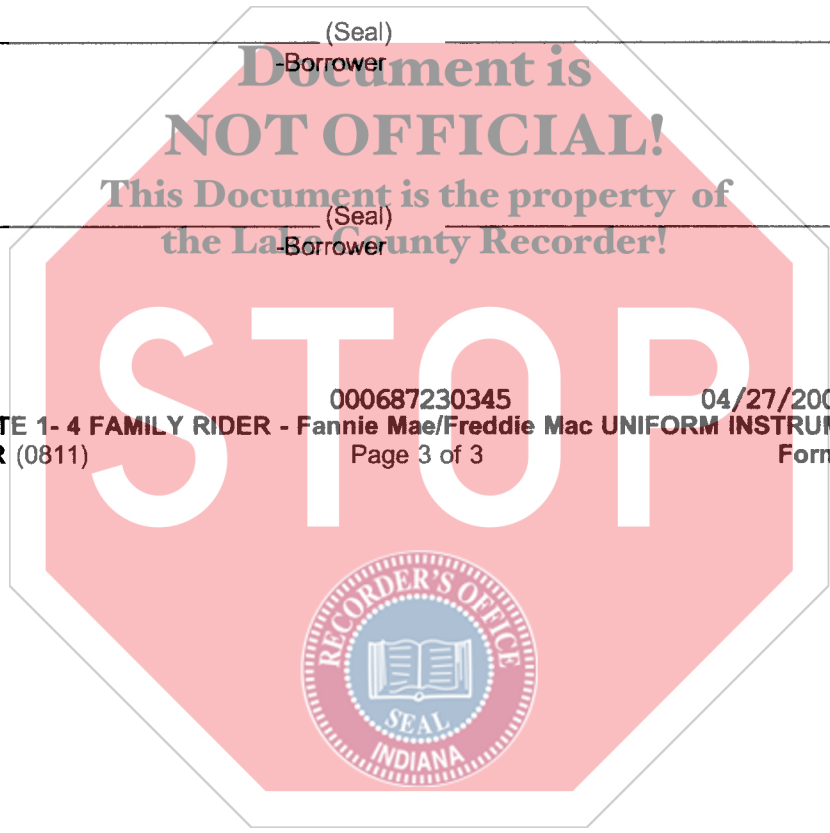 (Seal)
-Borrower
Document is
NOT OFFICIAL!
This Document is the property of
(Seal)
the Lake County Recorder!
-Borrower
STOP
000687230345 04/27/200
TE 1- 4 FAMILY RIDER - Fannie Mae/Freddie Mac UNIFORM INSTRUM
R (0811) Page 3 of 3 Form
RECORDER'S OFFICE
SEAL
INDIANA